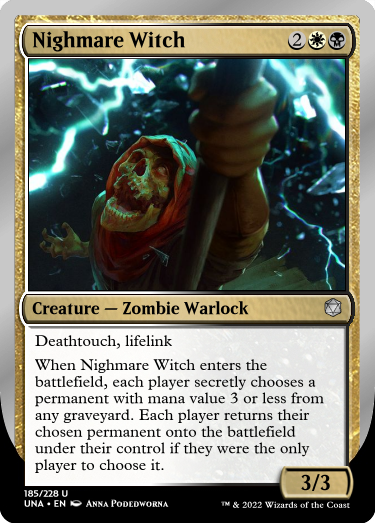 Nighmare Witch 2
Creature — Zombie Warlock
Deathtouch, lifelink
When Nighmare Witch enters the
battlefield, each player secretly chooses a
permanent with mana value 3 or less from
any graveyard. Each player returns their
chosen permanent onto the battlefield
under their control if they were the only
player to choose it.
3/3
185/228 U
UNA • EN Anna Podedworna
™ & 2022 Wizards of the Coast